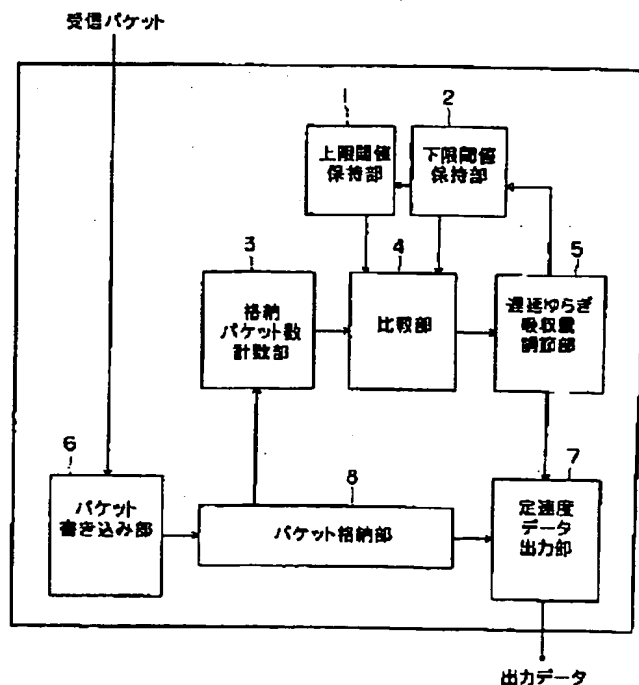 受信パケット
1
上限閾値
保持部
2
下限閾値
保持部
3
格納
パケット数
計数部
4
比較部
5
遅延ゆらぎ
吸収量
調節部
6
パケット
書き込み部
8
パケット格納部
7
定速度
データ
出力部
出力データ